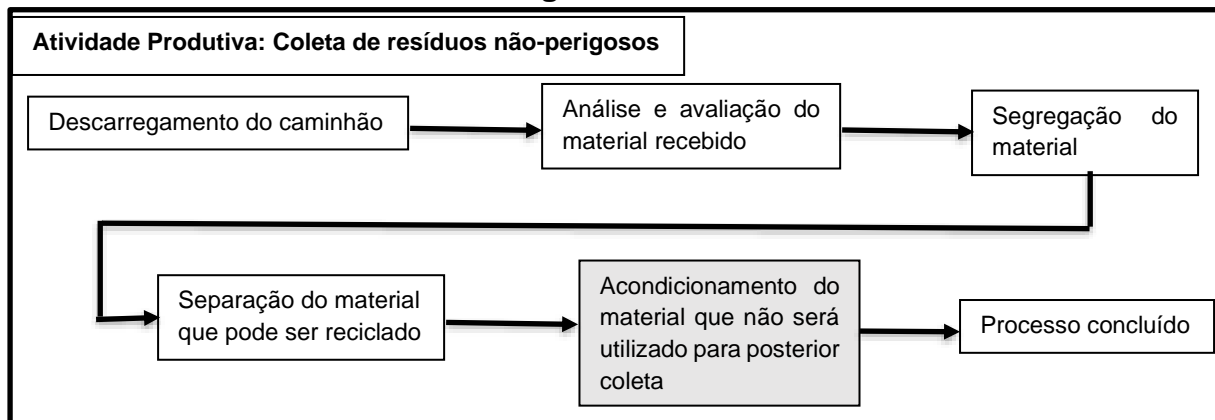 Atividade Produtiva: Coleta de resíduos não-perigosos
Descarregamento do caminhão
Análise e avaliação do
material recebido
Segregação do
material
Separação do material
que pode ser reciclado
Acondicionamento do
material que não será
utilizado para posterior
coleta
Processo concluído